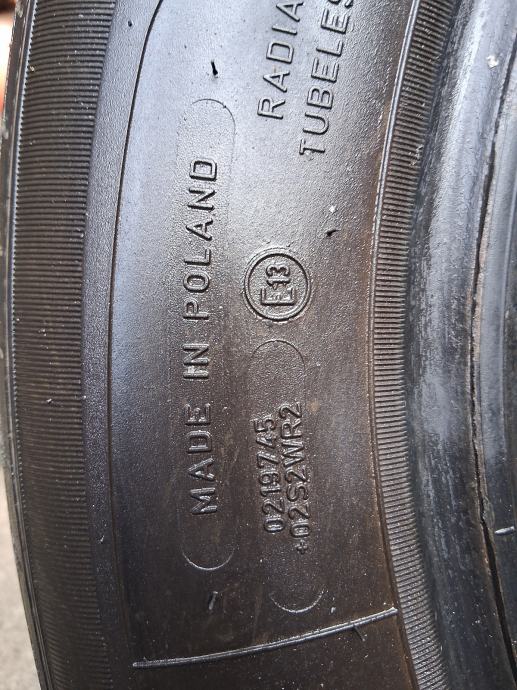 RADIA
TUBELES
MADE IN POLAND
E13
0219745
+02S2WR2